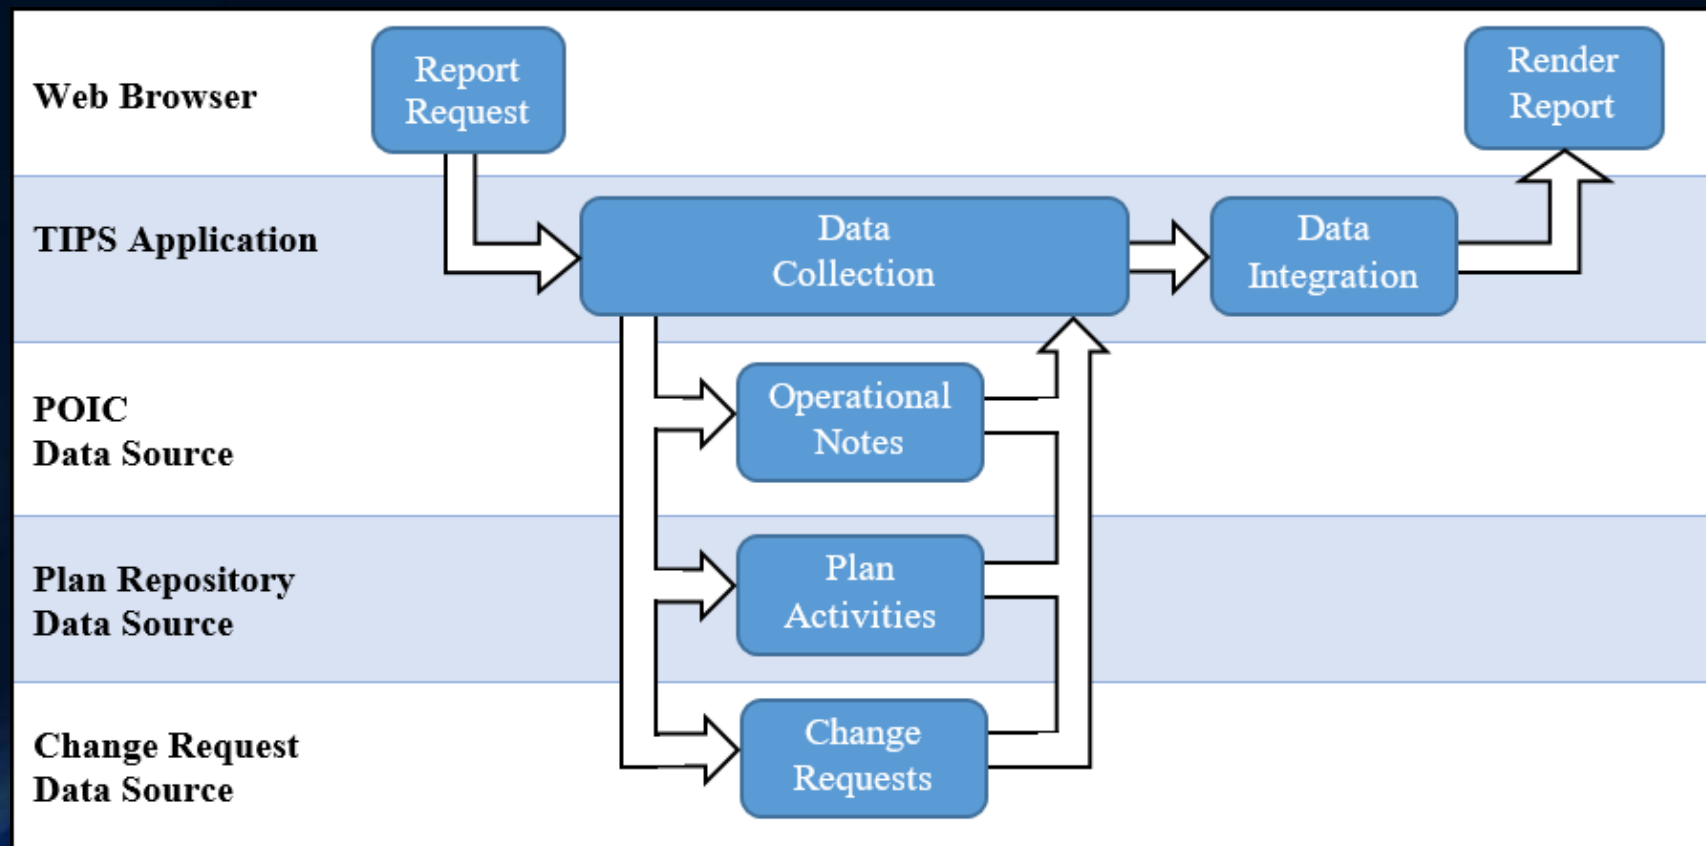 Web Browser
Report
Request
Render
Report
TIPS Application
Data
Collection
Data
Integration
POIC
Data Source
Operational
Notes
Plan Repository
Data Source
Plan
Activities
Change Request
Data Source
Change
Requests